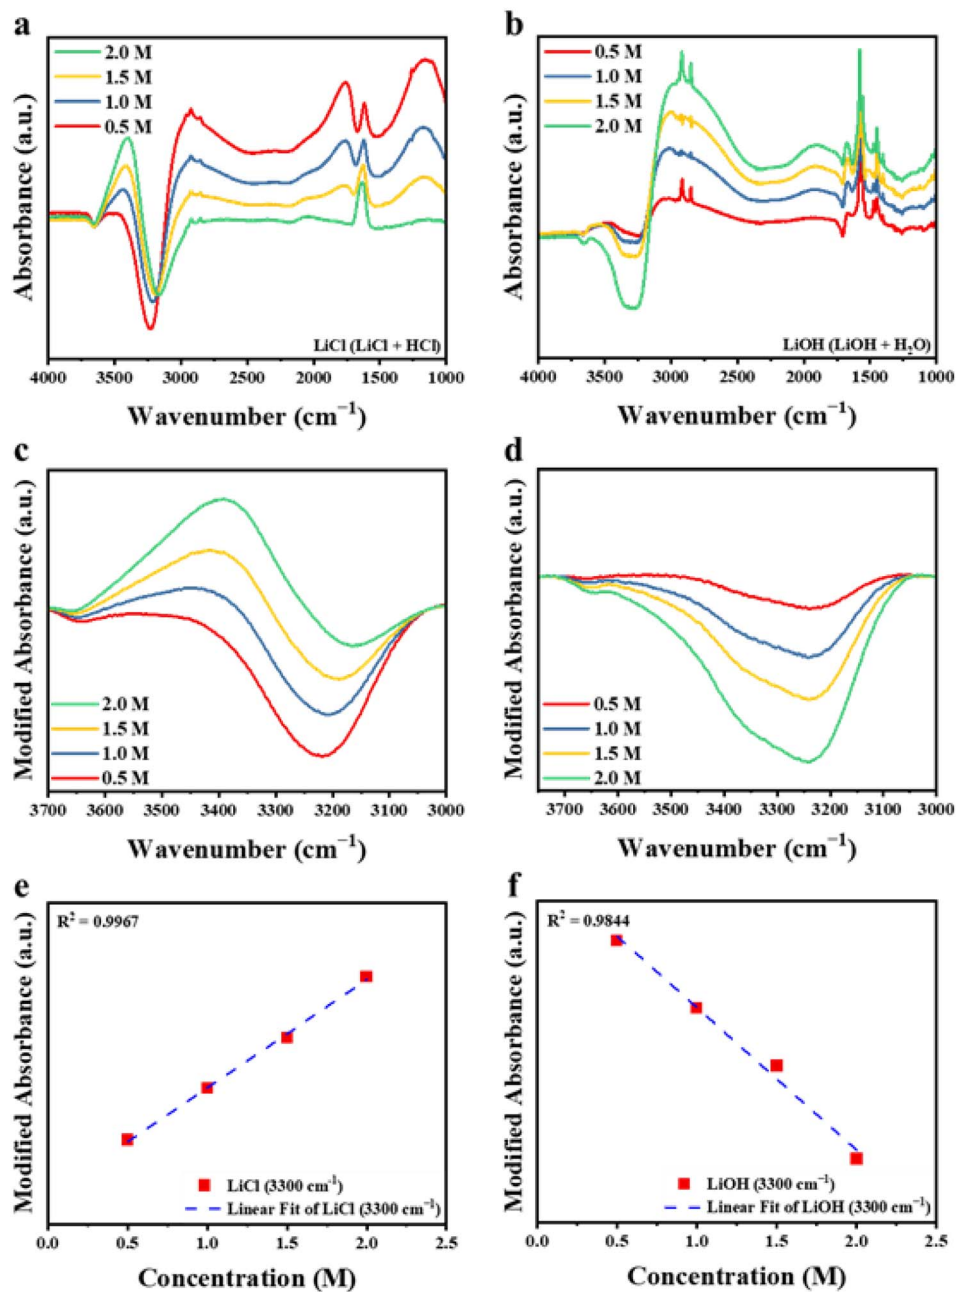 a
2.0 M
1.5 M
1.0 M
0.5 M
Absorbance (a.u.)
LiCl (LiCl + HCl)
4000 3500 3000 2500 2000 1500 1000
Wavenumber (cm⁻¹)
b
0.5 M
1.0 M
1.5 M
2.0 M
Absorbance (a.u.)
LiOH (LiOH + H₂O)
4000 3500 3000 2500 2000 1500 1000
Wavenumber (cm⁻¹)
c
Modified Absorbance (a.u.)
2.0 M
1.5 M
1.0 M
0.5 M
3700 3600 3500 3400 3300 3200 3100 3000
Wavenumber (cm⁻¹)
d
Modified Absorbance (a.u.)
0.5 M
1.0 M
1.5 M
2.0 M
3700 3600 3500 3400 3300 3200 3100 3000
Wavenumber (cm⁻¹)
e
R² = 0.9967
Modified Absorbance (a.u.)
LiCl (3300 cm⁻¹)
Linear Fit of LiCl (3300 cm⁻¹)
0.0 0.5 1.0 1.5 2.0 2.5
Concentration (M)
f
R² = 0.9844
Modified Absorbance (a.u.)
LiOH (3300 cm⁻¹)
Linear Fit of LiOH (3300 cm⁻¹)
0.0 0.5 1.0 1.5 2.0 2.5
Concentration (M)